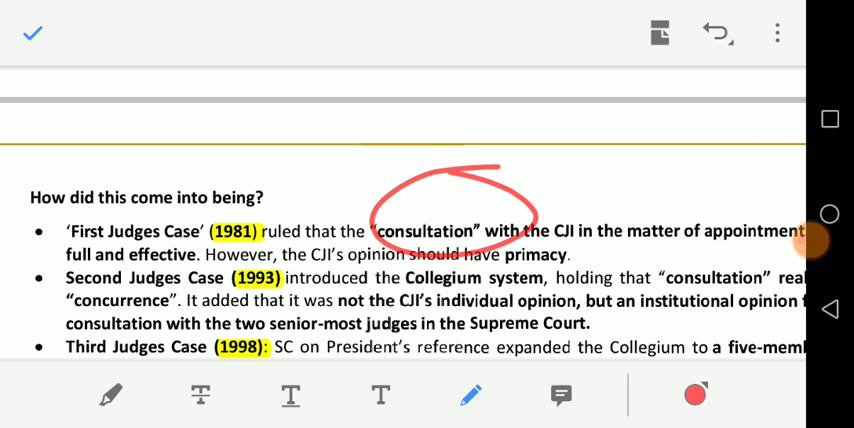 How did this come into being?
• ‘First Judges Case’ (1981) ruled that the “consultation” with the CJI in the matter of appointment
full and effective. However, the CJI’s opinion should have primacy.
• Second Judges Case (1993) introduced the Collegium system, holding that “consultation”
“concurrence”. It added that it was not the CJI’s individual opinion, but an institutional opinion
consultation with the two senior-most judges in the Supreme Court.
• Third Judges Case (1998): SC on President’s reference expanded the Collegium to a
T T T